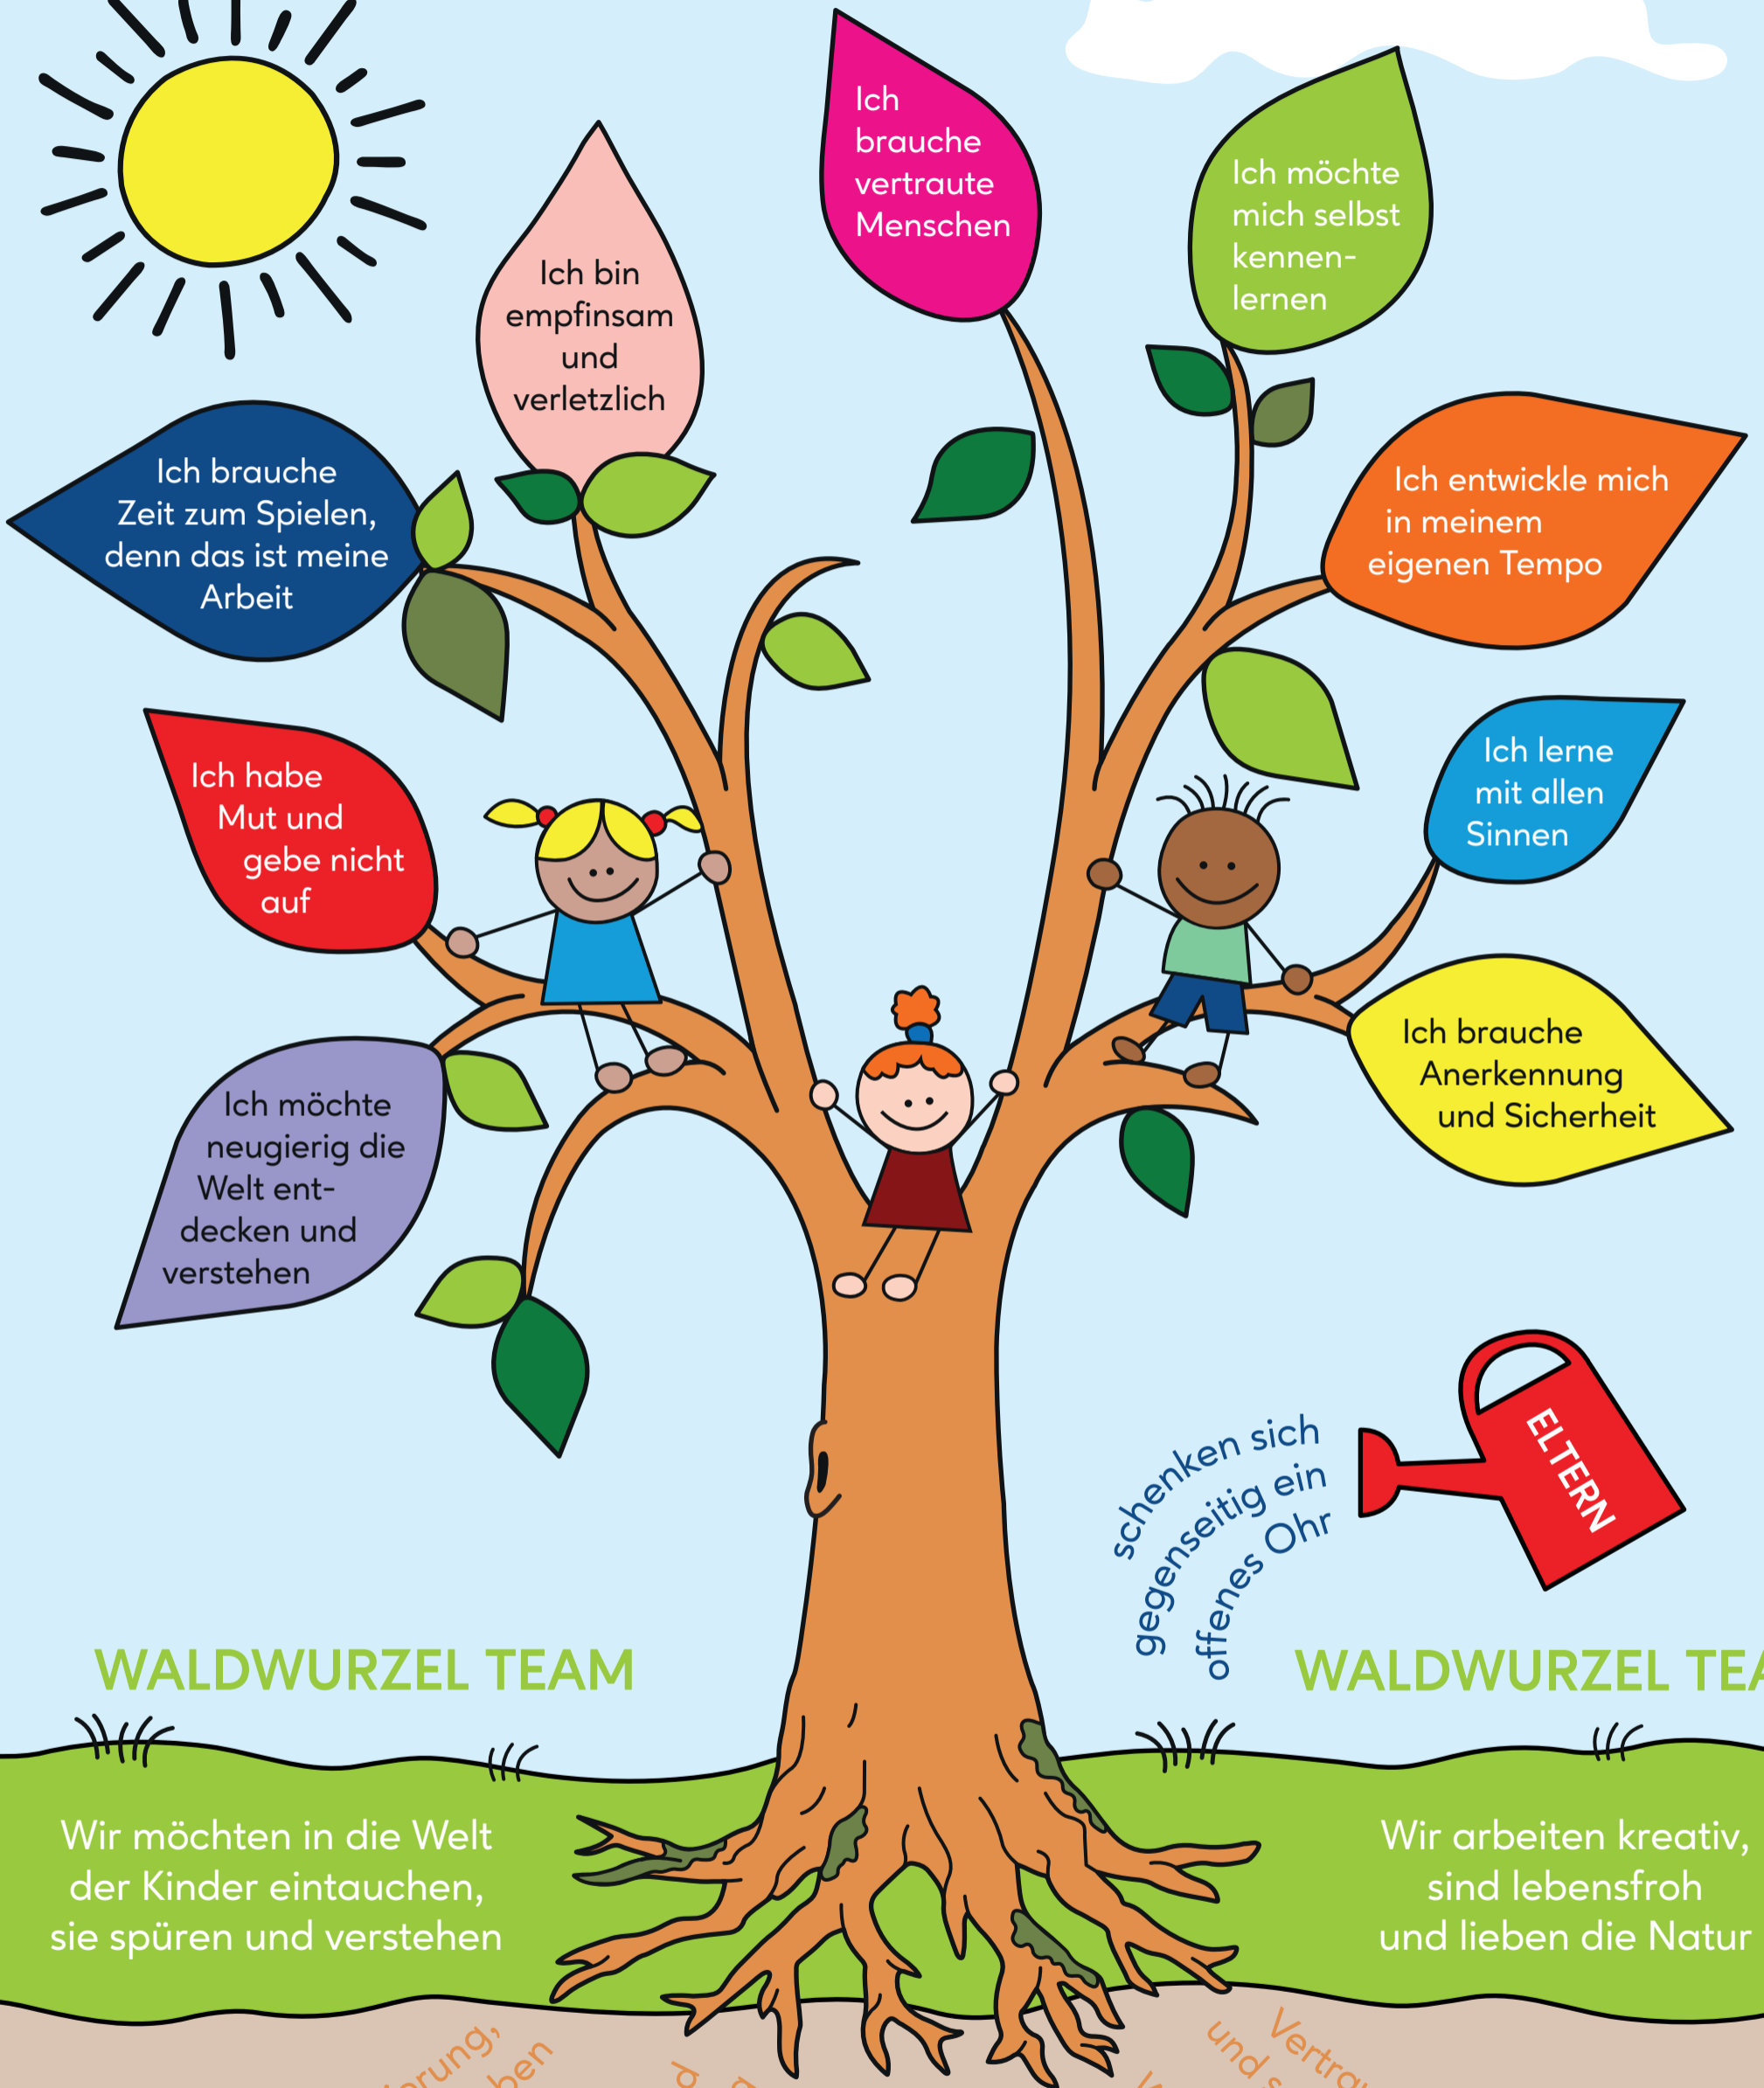 Ich
brauche
vertraute
Menschen
Ich möchte
mich selbst
kennen-
lernen
Ich bin
empfinsam
und
verletzlich
Ich brauche
Zeit zum Spielen,
denn das ist meine
Arbeit
Ich entwickle mich
in meinem
eigenen Tempo
Ich habe
Mut und
gebe nicht
auf
Ich lerne
mit allen
Sinnen
Ich brauche
Anerkennung
und Sicherheit
Ich möchte
neugierig die
Welt ent-
decken und
verstehen
ELTERN
schenken sich
gegenseitig ein
offenes Ohr
WALDWURZEL TEAM
WALDWURZEL TEA
Wir möchten in die Welt
der Kinder eintauchen,
sie spüren und verstehen
Wir arbeiten kreativ,
sind lebensfroh
und lieben die Natur
und